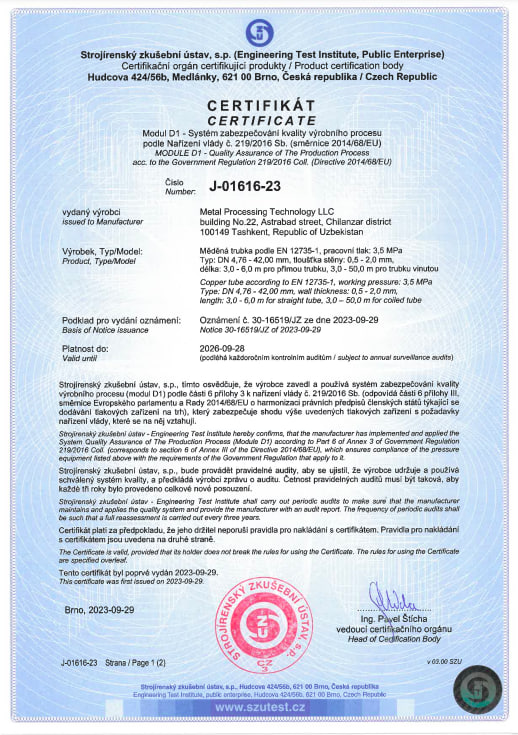 SZU
Strojírenský zkušební ústav, s.p. (Engineering Test Institute, Public Enterprise)
Certifikační orgán certifikující produkty / Product certification body
Hudcova 424/56b, Medlánky, 621 00 Brno, Česká republika / Czech Republic
CERTIFIKÁT
CERTIFICATE
Modul D1 - Systém zabezpečování kvality výrobního procesu
podle Nařízení vlády č. 219/2016 Sb. (směrnice 2014/68/EU)
MODULE D1 - Quality Assurance of The Production Process
acc. to the Government Regulation 219/2016 Coll. (Directive 2014/68/EU)
Číslo
Number: J-01616-23
vydaný výrobci
issued to Manufacturer
Metal Processing Technology LLC
building No.22, Astrabad street, Chilanzar district
100149 Tashkent, Republic of Uzbekistan
Výrobek, Typ/Model:
Product, Type/Model
Měděná trubka podle EN 12735-1, pracovní tlak: 3,5 MPa
Typ: DN 4,76 - 42,00 mm, tloušťka stěny: 0,5 - 2,0 mm,
délka: 3,0 - 6,0 m pro přímou trubku, 3,0 - 50,0 m pro trubku vinutou
Copper tube according to EN 12735-1, working pressure: 3,5 MPa
Type: DN 4,76 - 42,00 mm, wall thickness: 0,5 - 2,0 mm,
length: 3,0 - 6,0 m for straight tube, 3,0 – 50,0 m for coiled tube
Podklad pro vydání oznámení:
Basis of Notice issuance
Oznámení č. 30-16519/JZ ze dne 2023-09-29
Notice 30-16519/JZ of 2023-09-29
Platnost do:
Valid until
2026-09-28
(podléhá každoročním kontrolním auditům / subject to annual surveillance audits)
Strojírenský zkušební ústav, s.p., tímto osvědčuje, že výrobce zavedl a používá systém zabezpečování kvality
výrobního procesu (modul D1) podle části 6 přílohy 3 k nařízení vlády č. 219/2016 Sb. (odpovídá části 6 přílohy III,
směrnice Evropského parlamentu a Rady 2014/68/EU o harmonizaci právních předpisů členských států týkající se
dodávání tlakových zařízení na trh), který zabezpečuje shodu výše uvedených tlakových zařízení s požadavky
nařízení vlády, které se na něj vztahují.
Strojírenský zkušební ústav, s.p. - Engineering Test Institute hereby confirms, that the manufacturer has implemented and applied the
System Quality Assurance of The Production Process (Module D1) according to Part 6 of Annex 3 of Government Regulation
219/2016 Coll. (corresponds to section 6 of Annex III of the Directive 2014/68/EU), which ensures compliance of the pressure
equipment listed above with the requirements of the Government Regulation that apply to it.
Strojírenský zkušební ústav, s.p., bude provádět pravidelné audity, aby se ujistil, že výrobce udržuje a používá
schválený systém kvality, a předkládá výrobci zprávu o auditu. Četnost pravidelných auditů musí být taková, aby
každé tři roky bylo provedeno celkově nové posouzení.
Strojírenský zkušební ústav, s.p. - Engineering Test Institute shall carry out periodic audits to make sure that the manufacturer
maintains and applies the quality system and provide the manufacturer with an audit report. The frequency of periodic audits shall
be such that a full reassessment is carried out every three years.
Certifikát platí za předpokladu, že jeho držitel neporuší pravidla pro nakládání s certifikátem. Pravidla pro nakládání
s certifikátem jsou uvedena na druhé straně.
The Certificate is valid, provided that its holder does not break the rules for using the Certificate. The rules for using the Certificate
are specified overleaf.
Tento certifikát byl poprvé vydán 2023-09-29.
This certificate was first issued on 2023-09-29.
Brno, 2023-09-29
STROJÍRENSKÝ ZKUŠEBNÍ ÚSTAV, s.p.
SZU
CZ
3
Ing. Pavel Štícha
vedoucí certifikačního orgánu
Head of Certification Body
J-01616-23 Strana / Page 1 (2)
v 03.00 SZU
Strojírenský zkušební ústav, s.p., Hudcova 424/56b, 621 00 Brno, Česká republika
Engineering Test Institute, public enterprise, Hudcova 424/56b, 621 00 Brno, Czech Republic
www.szutest.cz